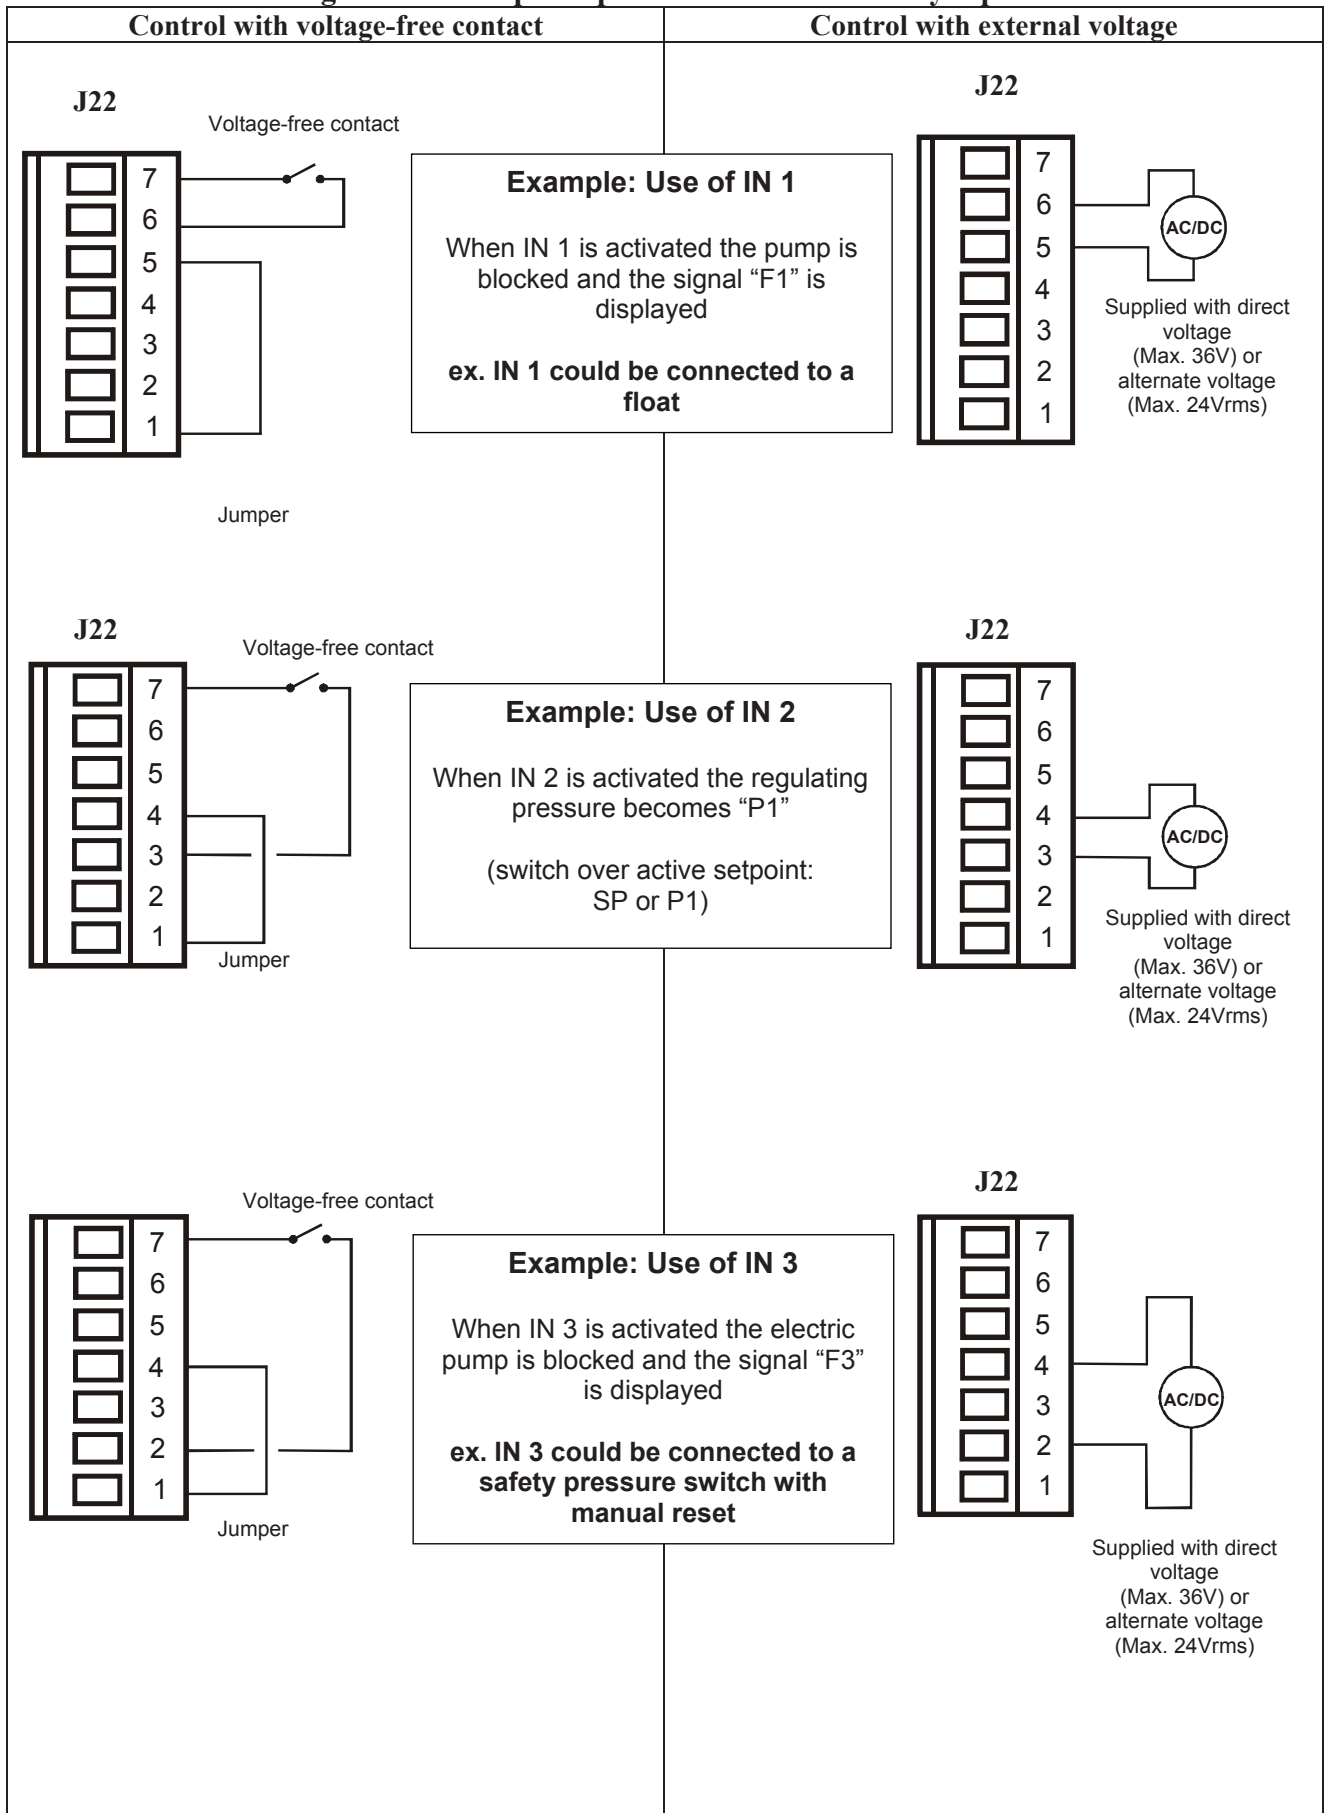 Control with voltage-free contact
Control with external voltage
J22
Voltage-free contact
7
6
5
4
3
2
1
Jumper
Example: Use of IN 1
When IN 1 is activated the pump is
blocked and the signal “F1” is
displayed
ex. IN 1 could be connected to a
float
J22
7
6
5
4
3
2
1
AC/DC
Supplied with direct
voltage
(Max. 36V) or
alternate voltage
(Max. 24Vrms)
J22
Voltage-free contact
7
6
5
4
3
2
1
Jumper
Example: Use of IN 2
When IN 2 is activated the regulating
pressure becomes “P1”
(switch over active setpoint:
SP or P1)
J22
7
6
5
4
3
2
1
AC/DC
Supplied with direct
voltage
(Max. 36V) or
alternate voltage
(Max. 24Vrms)
Voltage-free contact
7
6
5
4
3
2
1
Jumper
Example: Use of IN 3
When IN 3 is activated the electric
pump is blocked and the signal “F3”
is displayed
ex. IN 3 could be connected to a
safety pressure switch with
manual reset
J22
7
6
5
4
3
2
1
AC/DC
Supplied with direct
voltage
(Max. 36V) or
alternate voltage
(Max. 24Vrms)